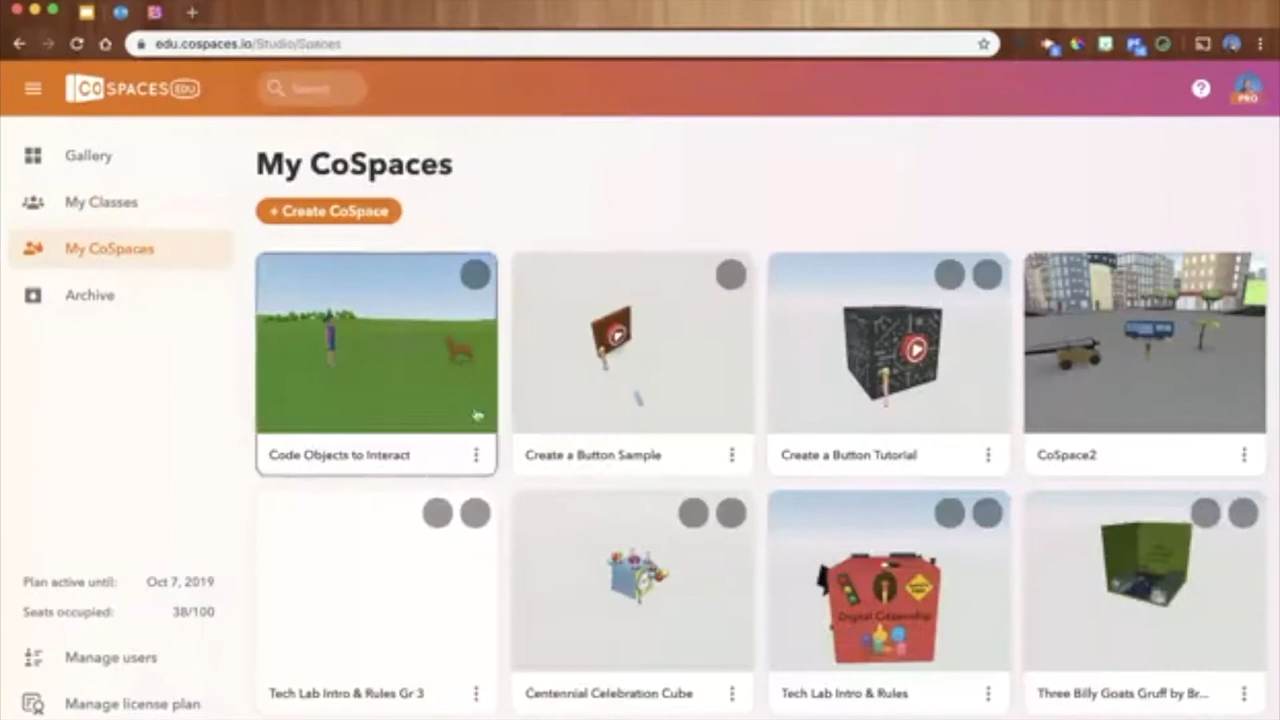 edu.cospaces.io/Studio/Spaces
COSPACES EDU
Search
PRO
Gallery
My Classes
My CoSpaces
Archive
Plan active until: Oct 7, 2019
Seats occupied: 38/100
Manage users
Manage license plan
My CoSpaces
+ Create CoSpace
Code Objects to Interact
Create a Button Sample
Create a Button Tutorial
CoSpace2
Digital Citizenship
Tech Lab Intro & Rules Gr 3
Centennial Celebration Cube
Tech Lab Intro & Rules
Three Billy Goats Gruff by Br...